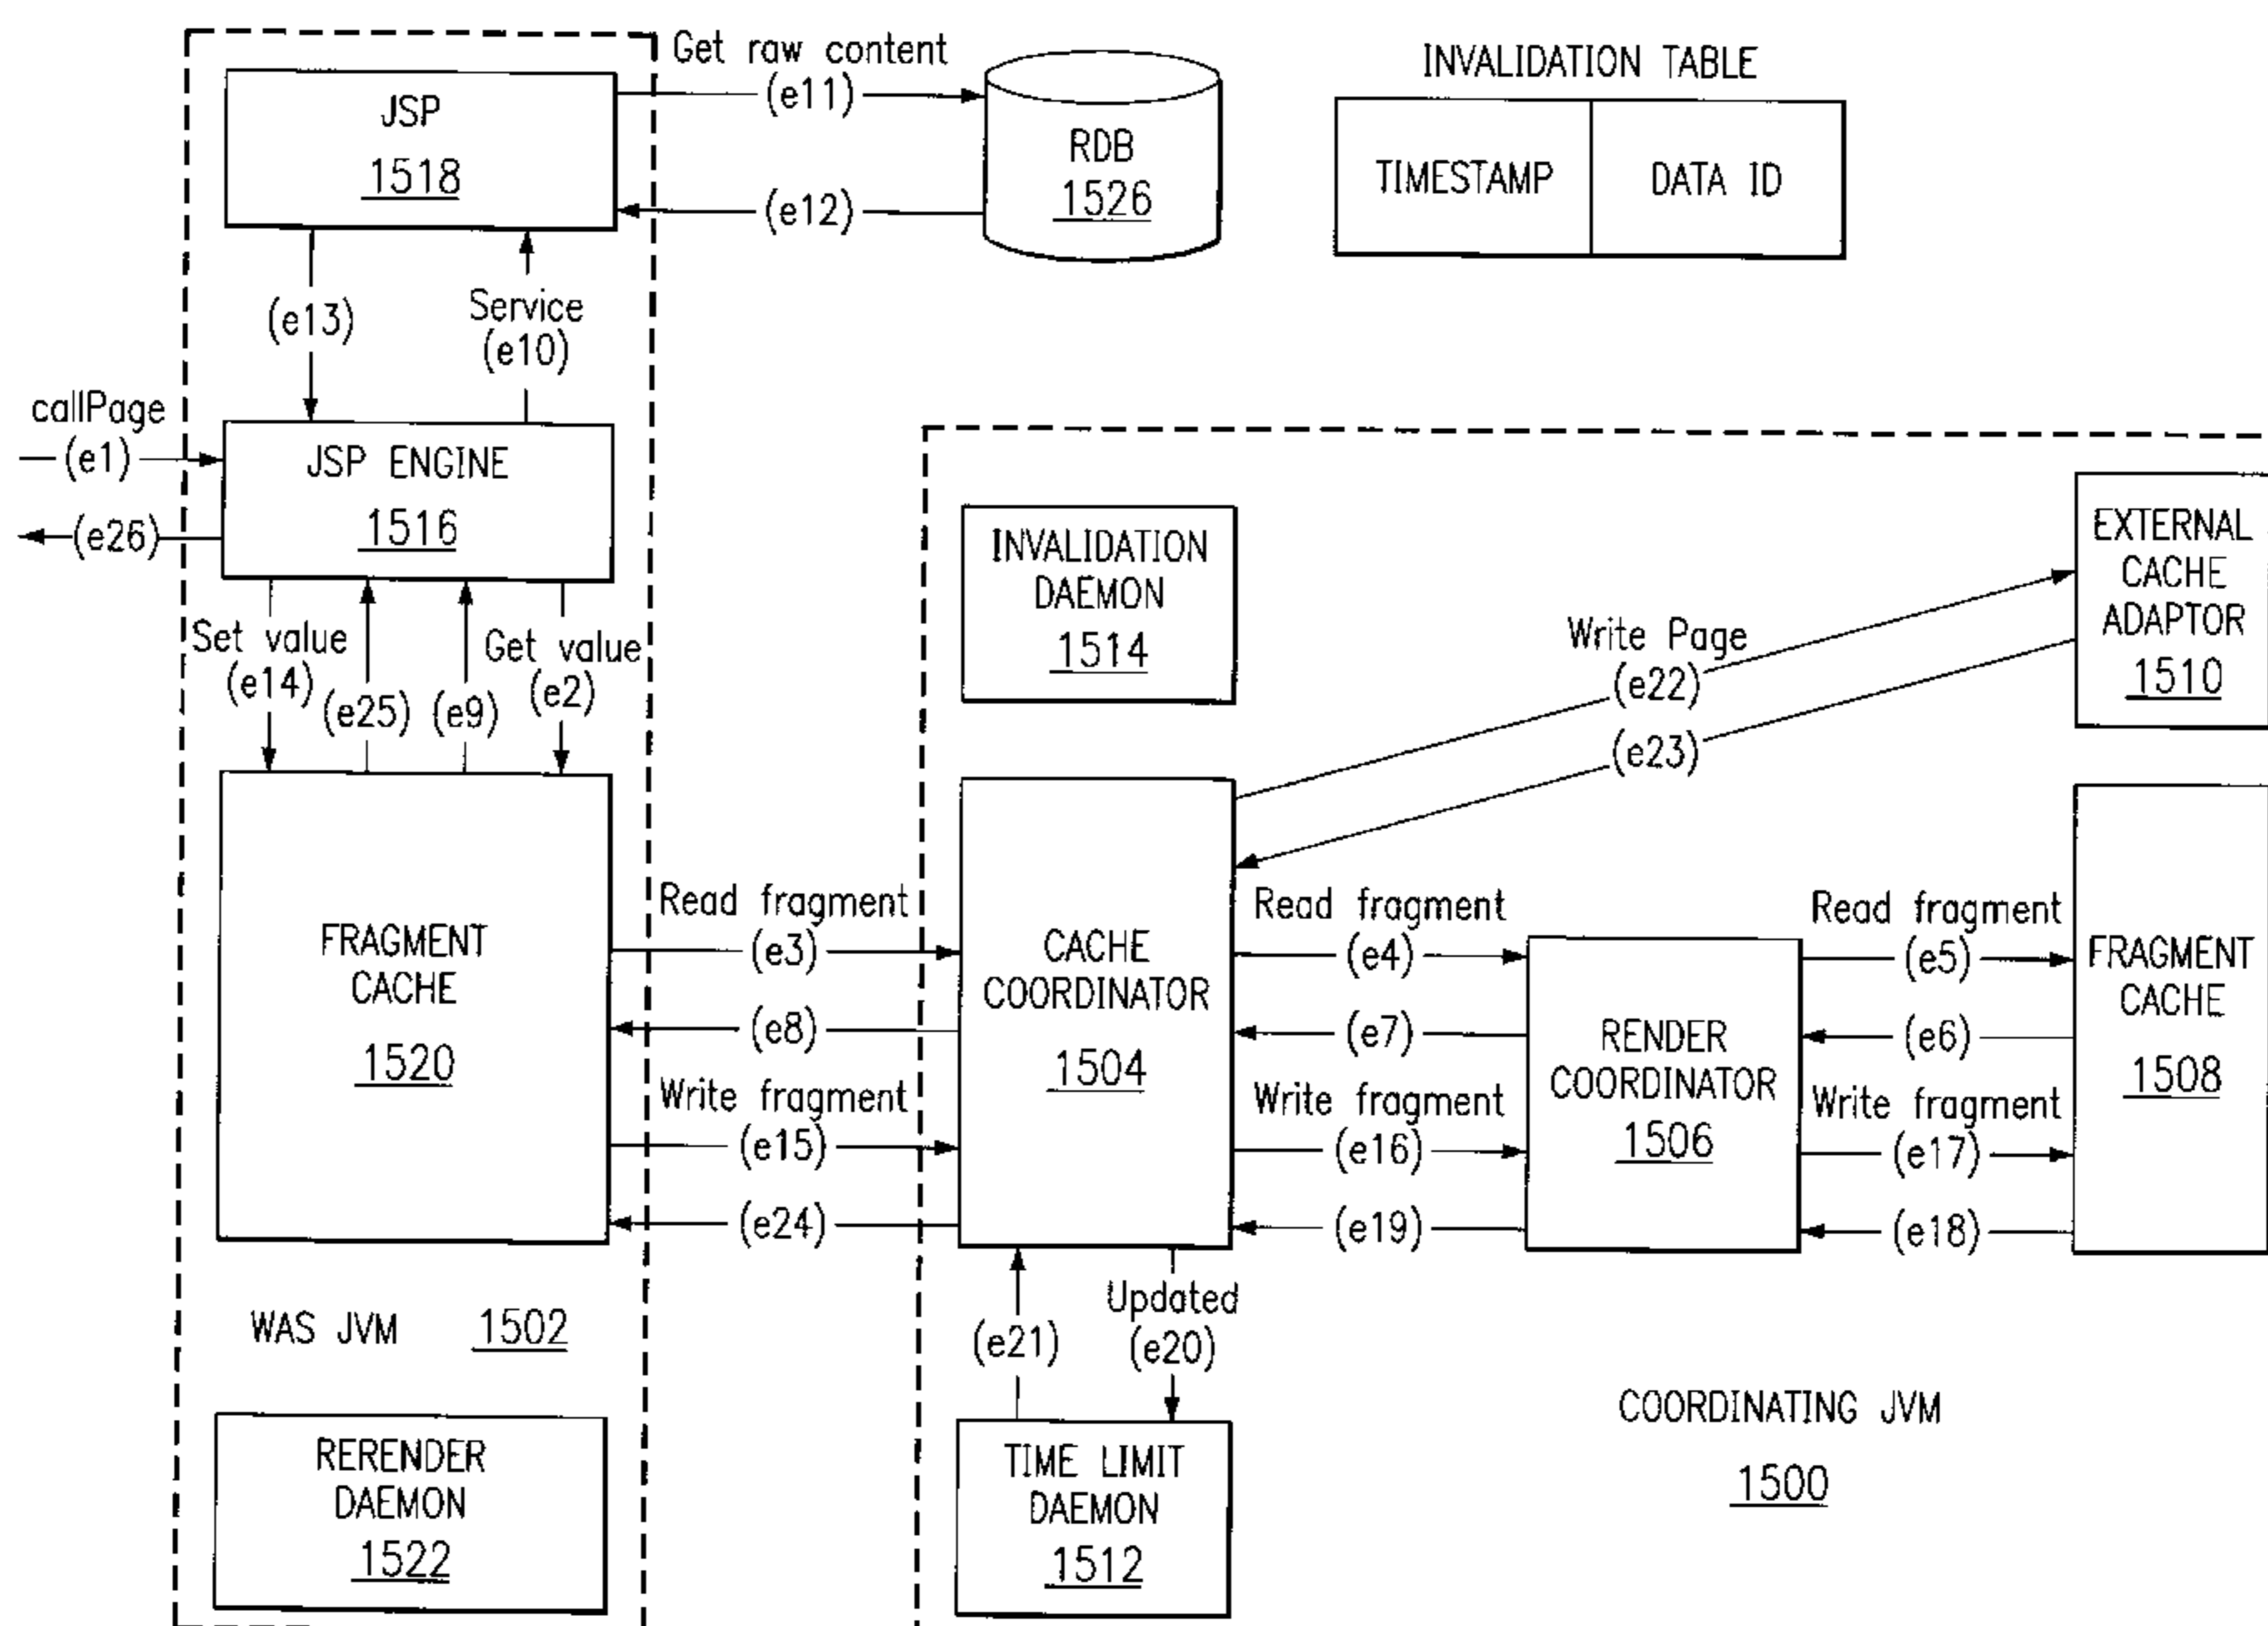 Get raw content
(e11)
INVALIDATION TABLE
JSP
1518
RDB
1526
TIMESTAMP
DATA ID
(e12)
(e13)
Service
(e10)
callPage
(e1)
JSP ENGINE
1516
(e26)
Set value
(e14)
(e25)
(e9)
Get value
(e2)
INVALIDATION
DAEMON
1514
EXTERNAL
CACHE
ADAPTOR
1510
Write Page
(e22)
(e23)
FRAGMENT
CACHE
1520
Read fragment
(e3)
(e8)
Write fragment
(e15)
(e24)
CACHE
COORDINATOR
1504
Read fragment
(e4)
(e7)
Write fragment
(e16)
(e19)
RENDER
COORDINATOR
1506
Read fragment
(e5)
(e6)
Write fragment
(e17)
(e18)
FRAGMENT
CACHE
1508
WAS JVM 1502
(e21)
Updated
(e20)
RERENDER
DAEMON
1522
TIME LIMIT
DAEMON
1512
COORDINATING JVM
1500